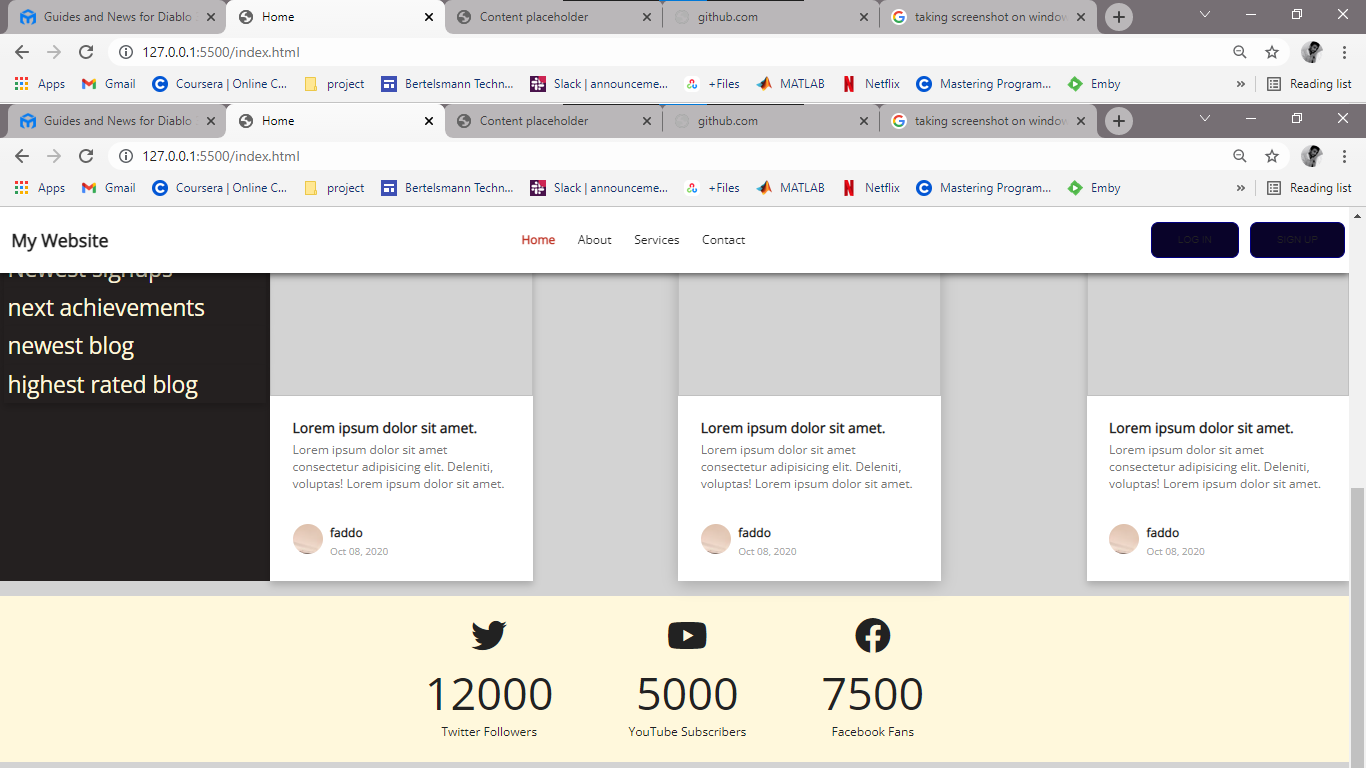 Guides and News for Diablo
Home
Content placeholder
github.com
taking screenshot on window
127.0.0.1:5500/index.html
Apps
Gmail
Coursera | Online C...
project
Bertelsmann Techn...
Slack | announceme...
+Files
MATLAB
Netflix
Mastering Program...
Emby
»
Reading list
Guides and News for Diablo
Home
Content placeholder
github.com
taking screenshot on window
127.0.0.1:5500/index.html
Apps
Gmail
Coursera | Online C...
project
Bertelsmann Techn...
Slack | announceme...
+Files
MATLAB
Netflix
Mastering Program...
Emby
»
Reading list
My Website
Home
About
Services
Contact
LOG IN
SIGN UP
Newest signups
next achievements
newest blog
highest rated blog
Lorem ipsum dolor sit amet.
Lorem ipsum dolor sit amet
consectetur adipisicing elit. Deleniti,
voluptas! Lorem ipsum dolor sit amet.
faddo
Oct 08, 2020
Lorem ipsum dolor sit amet.
Lorem ipsum dolor sit amet
consectetur adipisicing elit. Deleniti,
voluptas! Lorem ipsum dolor sit amet.
faddo
Oct 08, 2020
Lorem ipsum dolor sit amet.
Lorem ipsum dolor sit amet
consectetur adipisicing elit. Deleniti,
voluptas! Lorem ipsum dolor sit amet.
faddo
Oct 08, 2020
12000
Twitter Followers
5000
YouTube Subscribers
7500
Facebook Fans